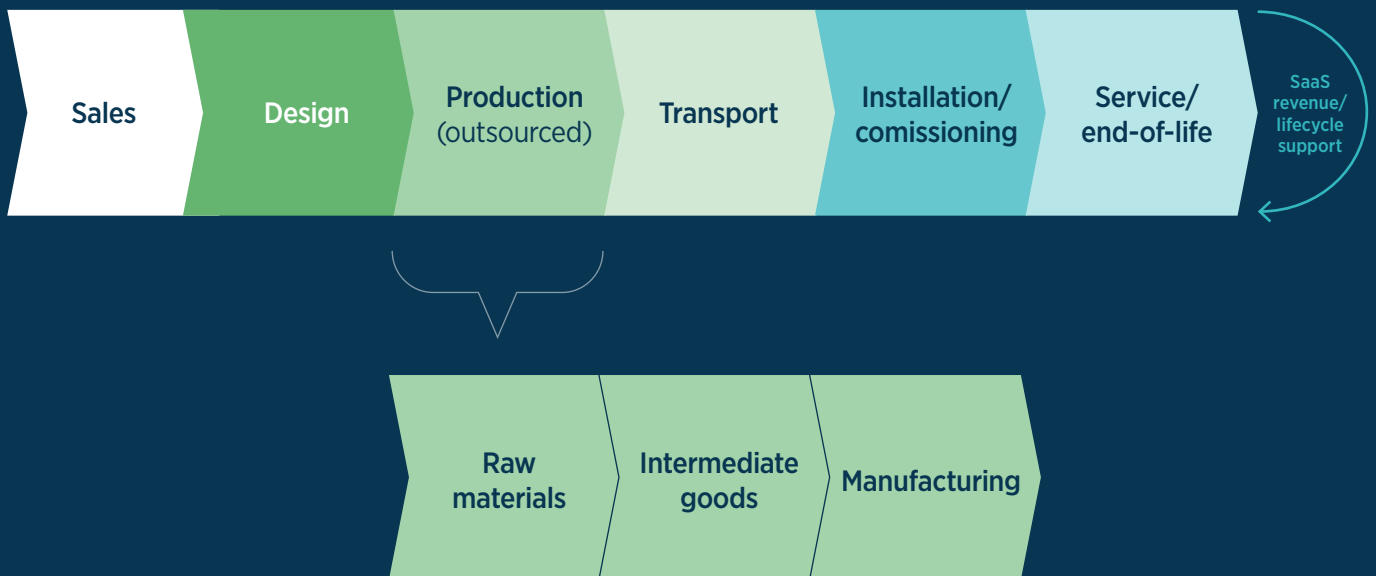 Sales
Design
Production
(outsourced)
Transport
Installation/
comissioning
Service/
end-of-life
SaaS
revenue/
lifecycle
support
Raw
materials
Intermediate
goods
Manufacturing